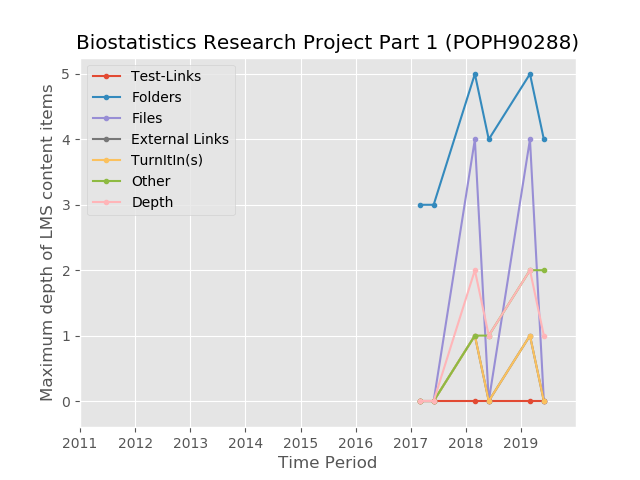 Biostatistics Research Project Part 1 (POPH90288)
Maximum depth of LMS content items
5
4
3
2
1
0
Test-Links
Folders
Files
External Links
TurnItIn(s)
Other
Depth
2011 2012 2013 2014 2015 2016 2017 2018 2019
Time Period